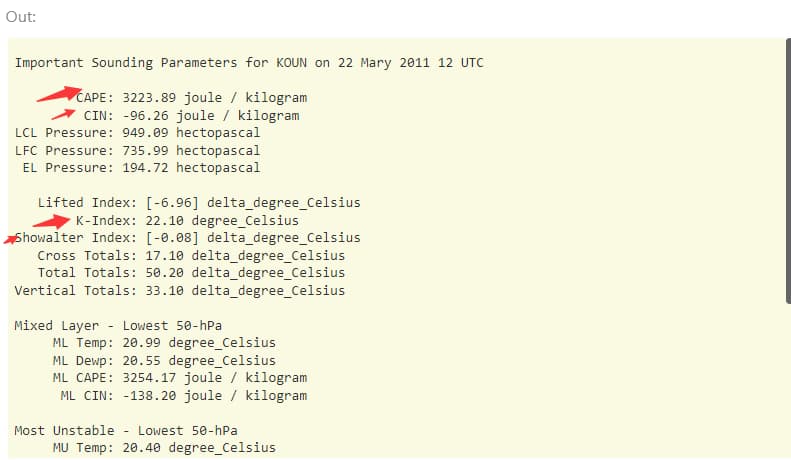 Out:
Important Sounding Parameters for KOUN on 22 Mary 2011 12 UTC
CAPE: 3223.89 joule / kilogram
CIN: -96.26 joule / kilogram
LCL Pressure: 949.09 hectopascal
LFC Pressure: 735.99 hectopascal
EL Pressure: 194.72 hectopascal
Lifted Index: [-6.96] delta_degree_Celsius
K-Index: 22.10 degree_Celsius
Showalter Index: [-0.08] delta_degree_Celsius
Cross Totals: 17.10 delta_degree_Celsius
Total Totals: 50.20 delta_degree_Celsius
Vertical Totals: 33.10 delta_degree_Celsius
Mixed Layer - Lowest 50-hPa
ML Temp: 20.99 degree_Celsius
ML Dewp: 20.55 degree_Celsius
ML CAPE: 3254.17 joule / kilogram
ML CIN: -138.20 joule / kilogram
Most Unstable - Lowest 50-hPa
MU Temp: 20.40 degree_Celsius